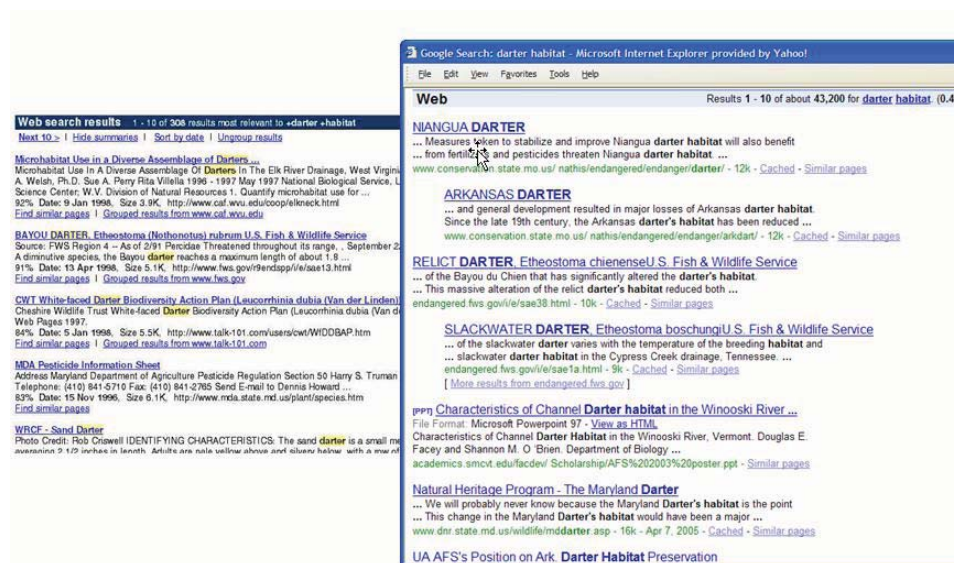 Web search results 1 - 10 of 308 results most relevant to +darter +habitat
Next 10 > | Hide summaries | Sort by date | Ungroup results
Microhabitat Use in a Diverse Assemblage of Darters ...
Microhabitat Use In A Diverse Assemblage Of Darters In The Elk River Drainage, West Virgini
A. Welsh, Ph.D. Sue A. Perry Rita Villella 1996 - 1997 May 1997 National Biological Service, L
Science Center; W.V. Division of Natural Resources 1. Quantify microhabitat use for ...
92% Date: 9 Jan 1998, Size 3.9K, http://www.caf.wvu.edu/coop/elkneck.html
Find similar pages | Grouped results from www.caf.wvu.edu
BAYOU DARTER, Etheostoma (Nothonotus) rubrum U.S. Fish & Wildlife Service
Source: FWS Region 4 -- As of 2/91 Percidae Threatened throughout its range, . September 2
A diminutive species, the Bayou darter reaches a maximum length of about 1.8 ...
91% Date: 13 Apr 1998, Size 5.1K, http://www.fws.gov/r9endspp/i/e/sae13.html
Find similar pages | Grouped results from www.fws.gov
CWT White-faced Darter Biodiversity Action Plan (Leucorrhinia dubia (Van der Linden))
Cheshire Wildlife Trust White-faced Darter Biodiversity Action Plan (Leucorrhinia dubia (Van d
Web Pages 1997.
84% Date: 5 Jan 1998, Size 5.5K, http://www.talk-101.com/users/cwt/WfDDBAP.htm
Find similar pages | Grouped results from www.talk-101.com
MDA Pesticide Information Sheet
Address Maryland Department of Agriculture Pesticide Regulation Section 50 Harry S. Truman
Telephone: (410) 841-5710 Fax: (410) 841-2765 Send E-mail to Dennis Howard ...
83% Date: 15 Nov 1996, Size 6.1K, http://www.mda.state.md.us/plant/species.htm
Find similar pages
WRCF - Sand Darter
Photo Credit: Rob Criswell IDENTIFYING CHARACTERISTICS: The sand darter is a small me
averaging 2 1/2 inches in length. Adults are pale yellow above and silvery below, with a row of
Google Search: darter habitat - Microsoft Internet Explorer provided by Yahoo!
File Edit View Favorites Tools Help
Web Results 1 - 10 of about 43,200 for darter habitat. (0.4
NIANGUA DARTER
... Measures taken to stabilize and improve Niangua darter habitat will also benefit
... from fertilizers and pesticides threaten Niangua darter habitat. ...
www.conservation.state.mo.us/ nathis/endangered/endanger/darter/ - 12k - Cached - Similar pages
ARKANSAS DARTER
... and general development resulted in major losses of Arkansas darter habitat.
Since the late 19th century, the Arkansas darter's habitat has been reduced ...
www.conservation.state.mo.us/ nathis/endangered/endanger/arkdart/ - 12k - Cached - Similar pages
RELICT DARTER, Etheostoma chienenseU.S. Fish & Wildlife Service
... of the Bayou du Chien that has significantly altered the darter's habitat.
... This massive alteration of the relict darter's habitat reduced both ...
endangered.fws.gov/i/e/sae38.html - 10k - Cached - Similar pages
SLACKWATER DARTER, Etheostoma boschungiU.S. Fish & Wildlife Service
... of the slackwater darter varies with the temperature of the breeding habitat and
... slackwater darter habitat in the Cypress Creek drainage, Tennessee. ...
endangered.fws.gov/i/e/sae1a.html - 9k - Cached - Similar pages
[ More results from endangered.fws.gov ]
[PPT] Characteristics of Channel Darter habitat in the Winooski River ...
File Format: Microsoft Powerpoint 97 - View as HTML
Characteristics of Channel Darter Habitat in the Winooski River, Vermont. Douglas E.
Facey and Shannon M. O 'Brien. Department of Biology ...
academics.smcvt.edu/facdev/ Scholarship/AFS%202003%20poster.ppt - Similar pages
Natural Heritage Program - The Maryland Darter
... We will probably never know because the Maryland Darter's habitat is the point
... This change in the Maryland Darter's habitat would have been a major ...
www.dnr.state.md.us/wildlife/mddarter.asp - 16k - Apr 7, 2005 - Cached - Similar pages
UA AFS's Position on Ark. Darter Habitat Preservation